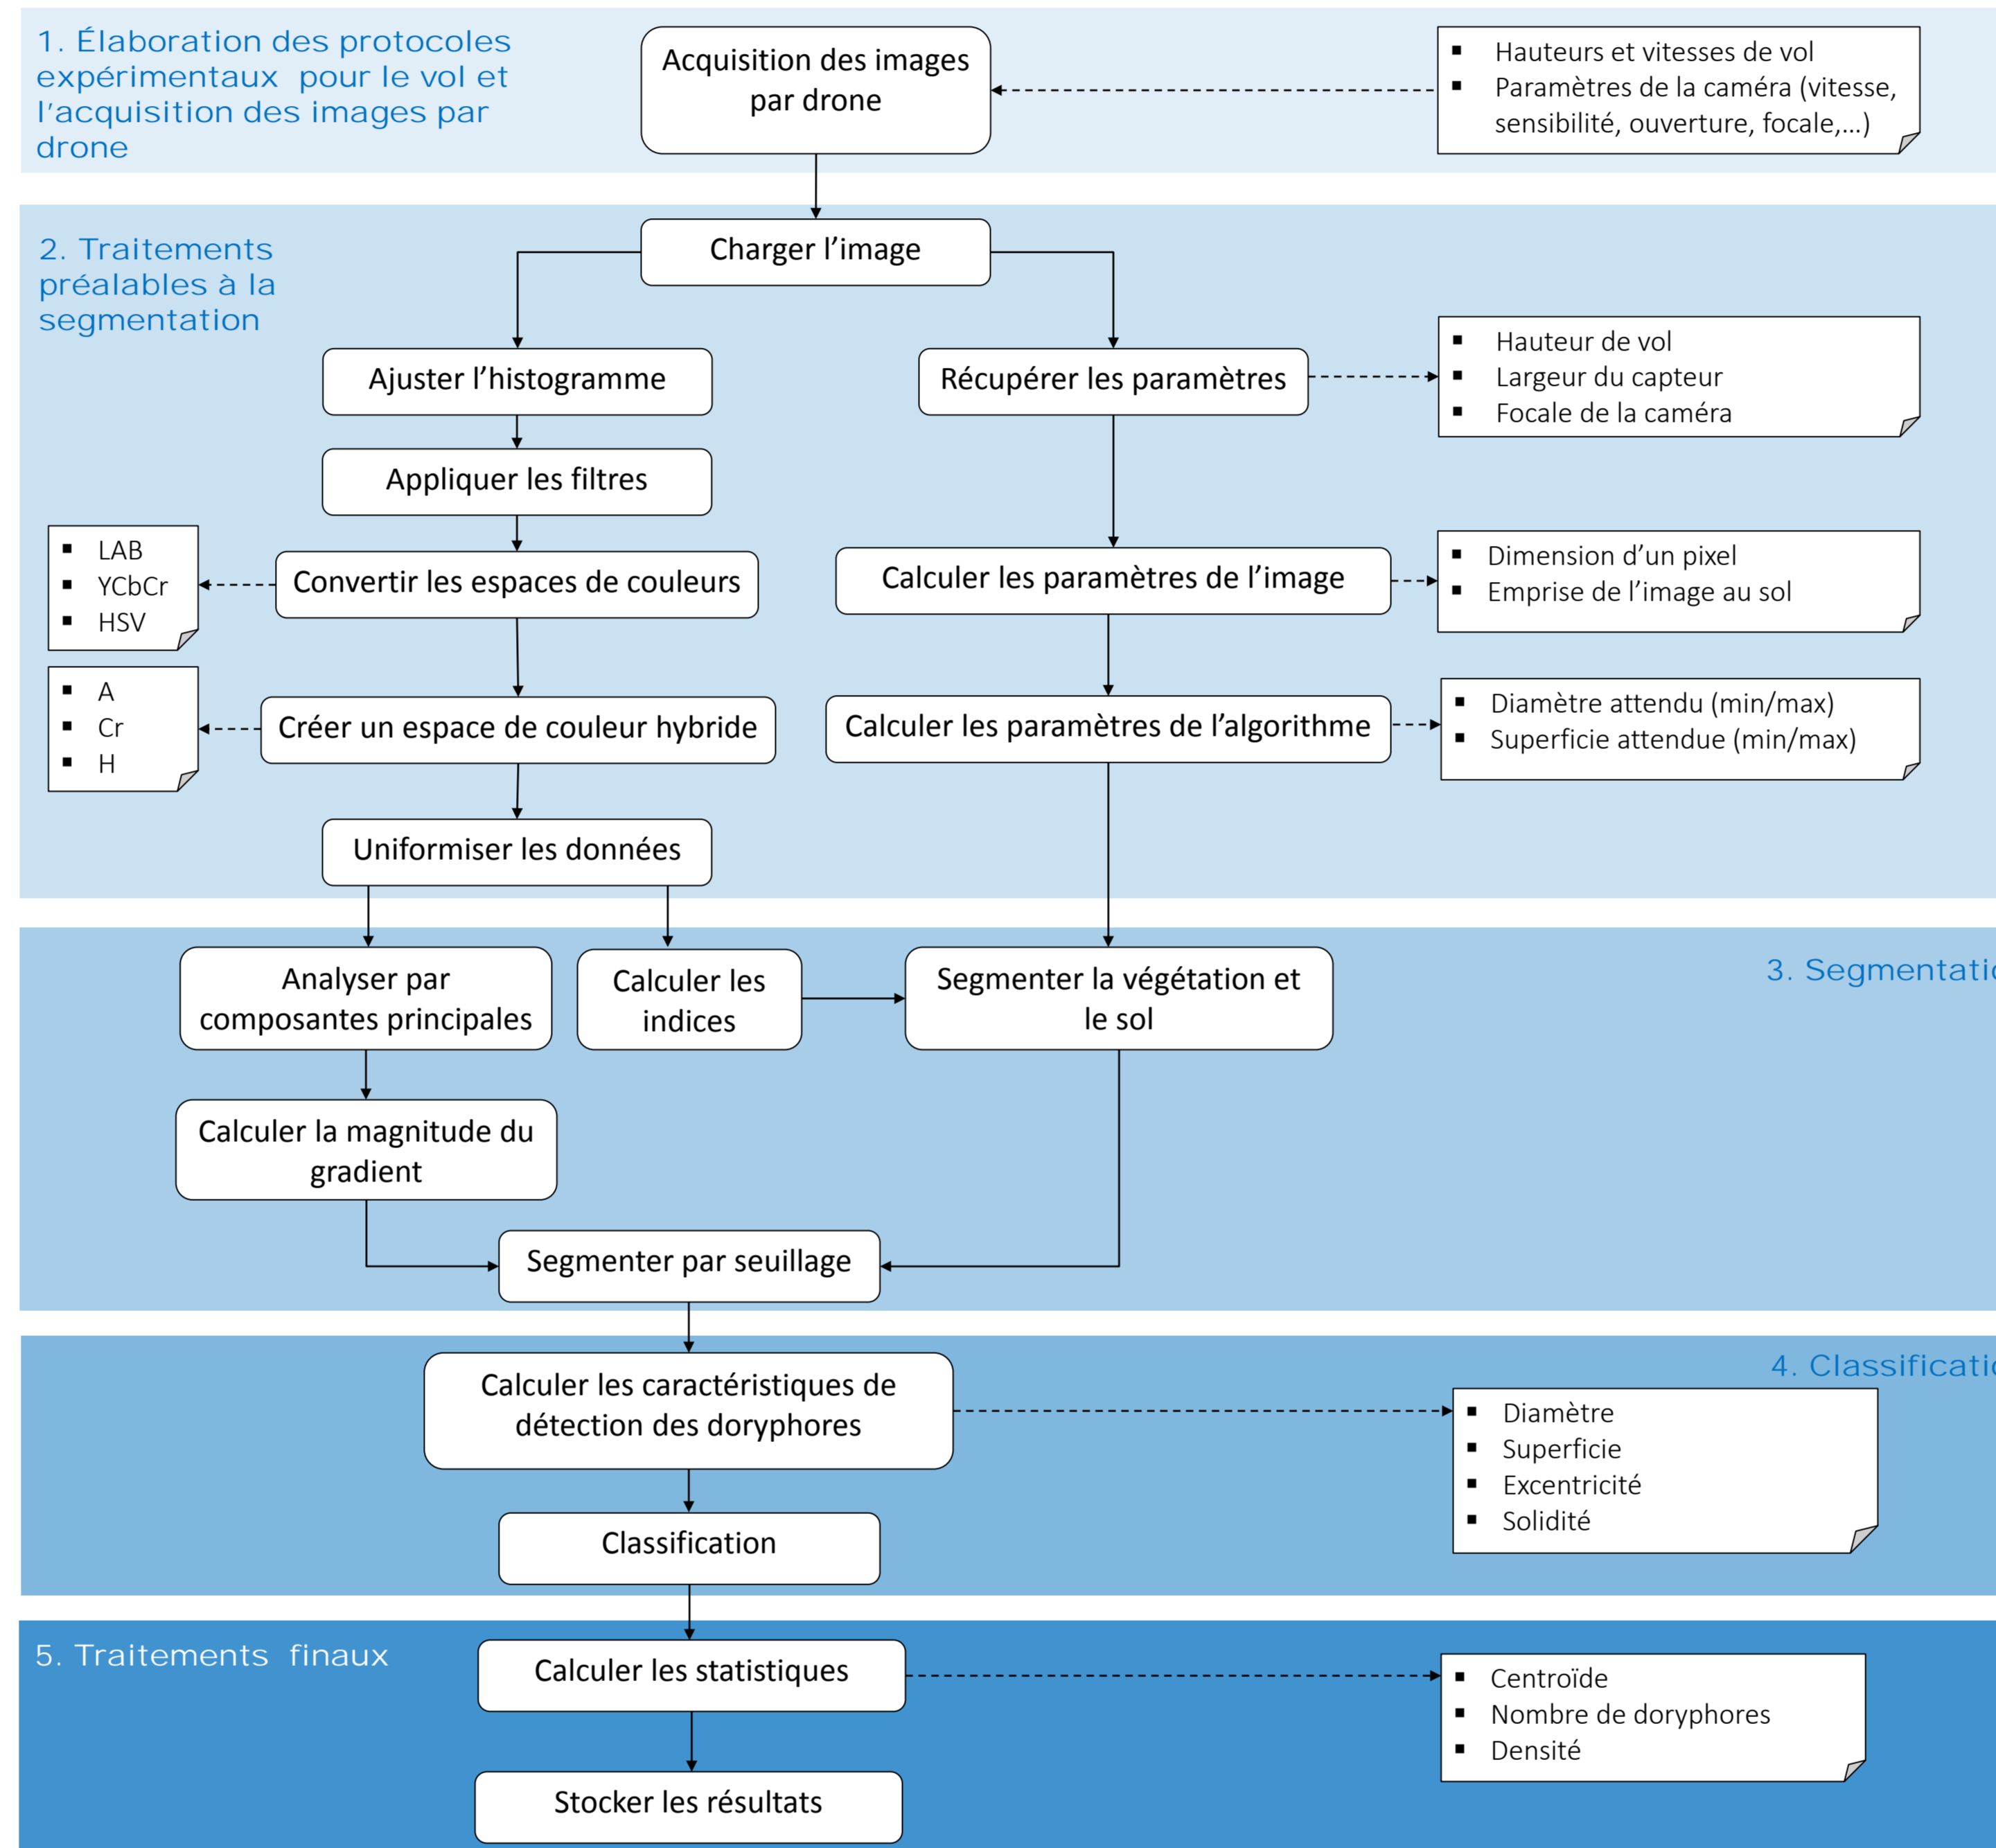 1. Élaboration des protocoles
expérimentaux pour le vol et
l'acquisition des images par
drone
Acquisition des images
par drone
▪ Hauteurs et vitesses de vol
▪ Paramètres de la caméra (vitesse,
sensibilité, ouverture, focale,...)
2. Traitements
préalables à la
segmentation
Charger l'image
Ajuster l'histogramme
Récupérer les paramètres
▪ Hauteur de vol
▪ Largeur du capteur
▪ Focale de la caméra
Appliquer les filtres
▪ LAB
▪ YCbCr
▪ HSV
Convertir les espaces de couleurs
Calculer les paramètres de l'image
▪ Dimension d'un pixel
▪ Emprise de l'image au sol
▪ A
▪ Cr
▪ H
Créer un espace de couleur hybride
Calculer les paramètres de l'algorithme
▪ Diamètre attendu (min/max)
▪ Superficie attendue (min/max)
Uniformiser les données
3. Segmentatio
Analyser par
composantes principales
Calculer les
indices
Segmenter la végétation et
le sol
Calculer la magnitude du
gradient
Segmenter par seuillage
4. Classificatio
Calculer les caractéristiques de
détection des doryphores
▪ Diamètre
▪ Superficie
▪ Excentricité
▪ Solidité
Classification
5. Traitements finaux
Calculer les statistiques
▪ Centroïde
▪ Nombre de doryphores
▪ Densité
Stocker les résultats